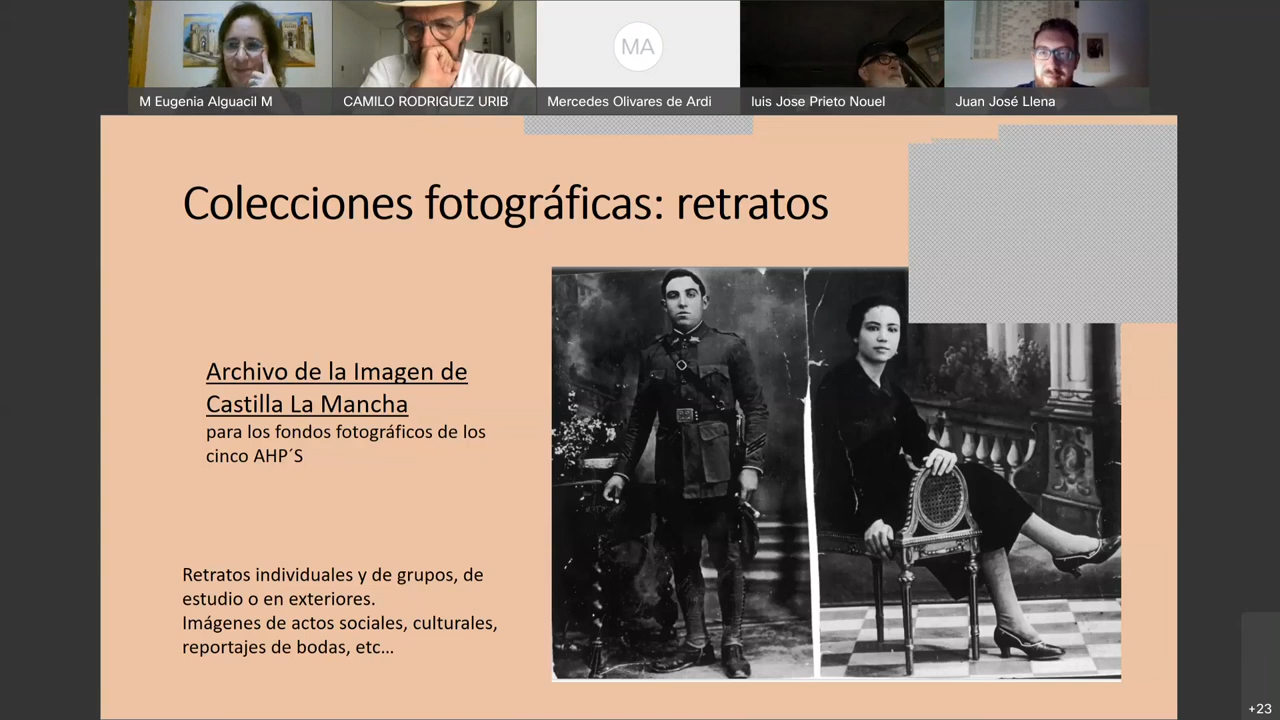 M Eugenia Alguacil M
CAMILO RODRIGUEZ URIB
MA
Mercedes Olivares de Ardi
luis Jose Prieto Nouel
Juan José Llena
Colecciones fotográficas: retratos
Archivo de la Imagen de
Castilla La Mancha
para los fondos fotográficos de los
cinco AHP´S
Retratos individuales y de grupos, de
estudio o en exteriores.
Imágenes de actos sociales, culturales,
reportajes de bodas, etc…
+23